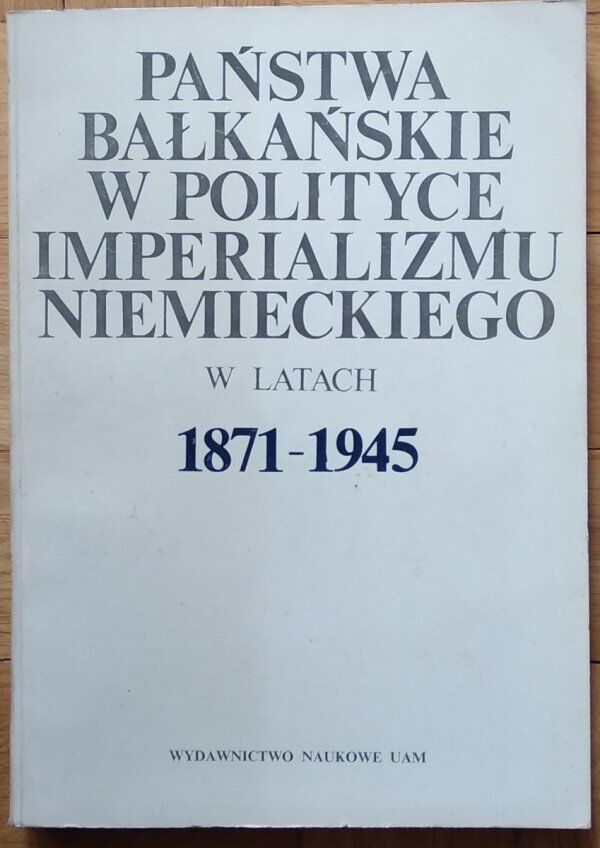 PAŃSTWA
BAŁKAŃSKIE
W POLITYCE
IMPERIALIZMU
NIEMIECKIEGO
W LATACH
1871-1945
WYDAWNICTWO NAUKOWE UAM